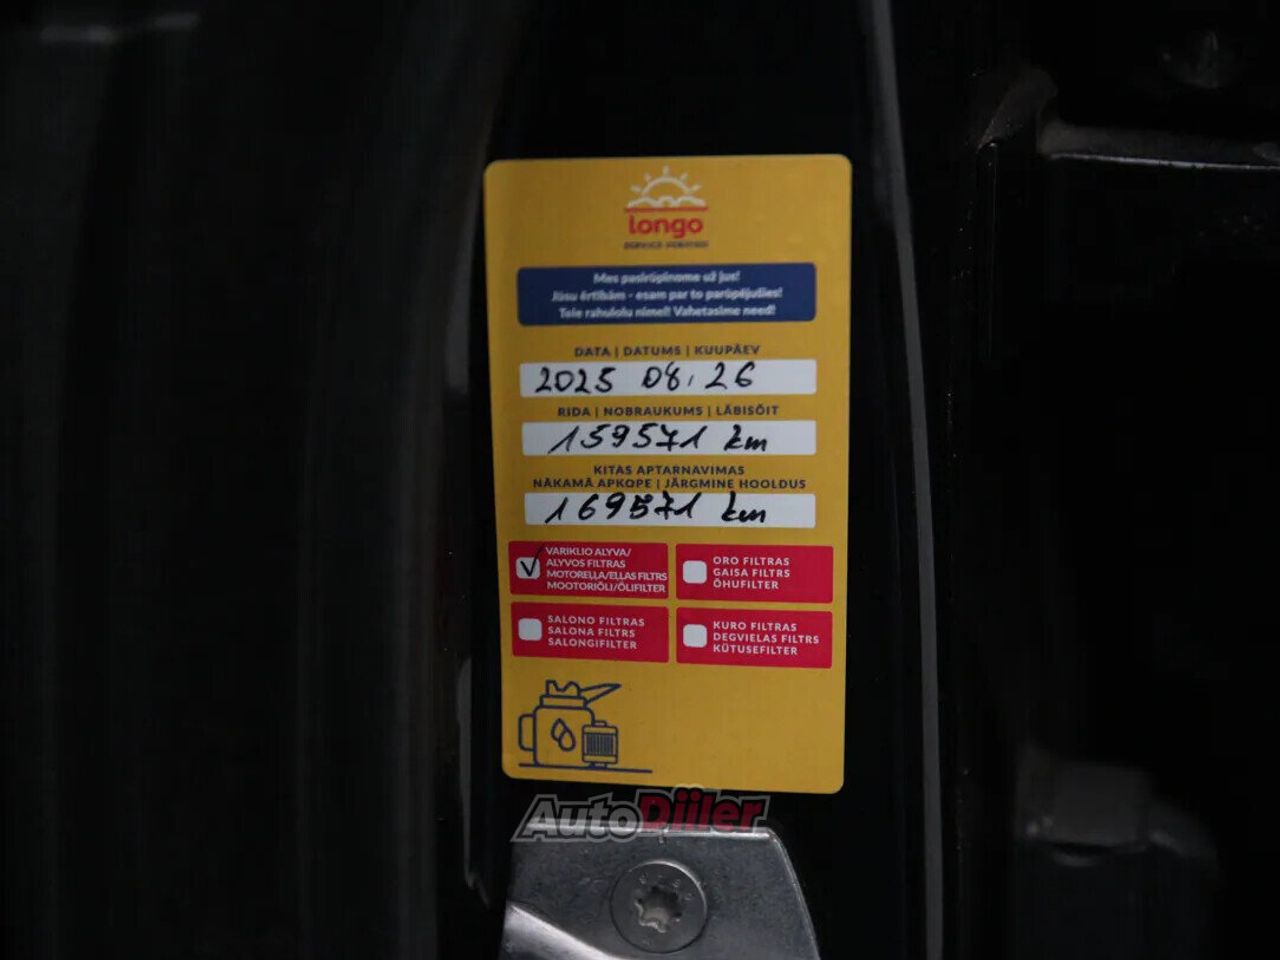 longo
Mes pasirūpinome už jus!
Jūsu ērtībām - esam par to parūpējušies!
Teie rahulolu nimel! Vahetasime need!
DATA | DATUMS | KUUPÄEV
2025 08. 26
RIDA | NOBRAUKUMS | LÄBISÕIT
159571 km
KITAS APTARNAVIMAS
NĀKAMĀ APKOPE | JÄRGMINE HOOLDUS
169571 km
VARIKLIO ALYVA/
ALYVOS FILTRAS
MOTOREĻĻA/EĻĻAS FILTRS
MOOTORIÕLI/ÕLIFILTER
ORO FILTRAS
GAISA FILTRS
ÕHUFILTER
SALONO FILTRAS
SALONA FILTRS
SALONGIFILTER
KURO FILTRAS
DEGVIELAS FILTRS
KÜTUSEFILTER
AutoDiiler